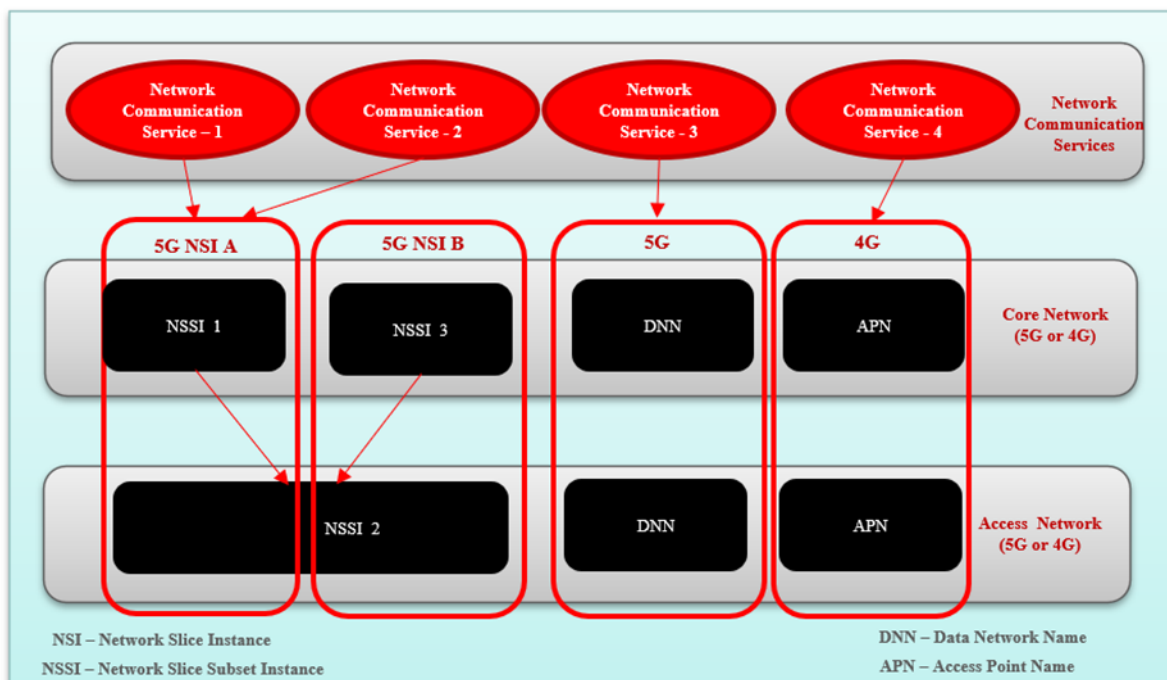 Network
Communication
Service – 1
Network
Communication
Service - 2
Network
Communication
Service - 3
Network
Communication
Service - 4
Network
Communication
Services
5G NSI A
5G NSI B
5G
4G
NSSI 1
NSSI 3
DNN
APN
Core Network
(5G or 4G)
NSSI 2
DNN
APN
Access Network
(5G or 4G)
NSI – Network Slice Instance
NSSI – Network Slice Subset Instance
DNN – Data Network Name
APN – Access Point Name